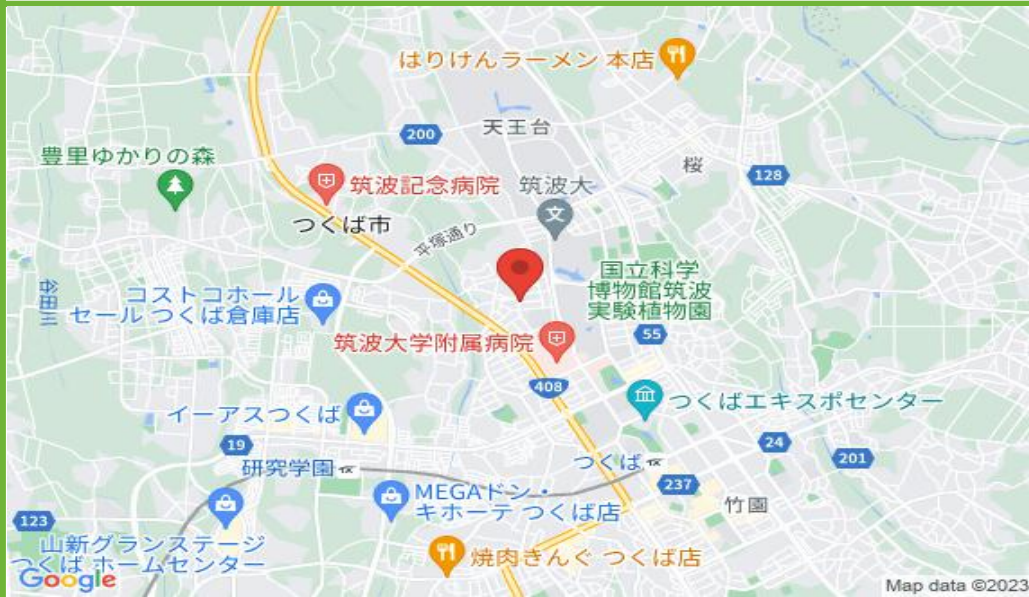 はりけんラーメン 本店
200
天王台
桜
128
豊里ゆかりの森
筑波記念病院
筑波大
文
つくば市
平塚通り
谷田川
国立科学
博物館筑波
実験植物園
コストコホール
セール つくば倉庫店
筑波大学附属病院
55
408
つくばエキスポセンター
イーアスつくば
19
24
201
研究学園
つくば
237
MEGAドン・
キホーテ つくば店
竹園
123
山新グランステージ
つくば ホームセンター
焼肉きんぐ つくば店
Google
Map data ©2023